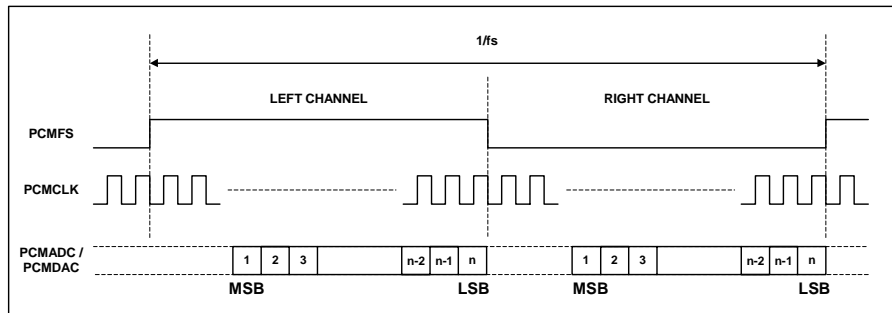 1/fs
LEFT CHANNEL RIGHT CHANNEL
PCMFS
PCMCLK
PCMADC /
PCMDAC
1 2 3 n-2 n-1 n 1 2 3 n-2 n-1 n
MSB LSB MSB LSB